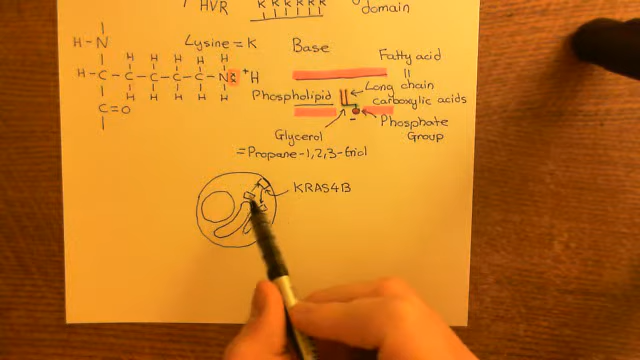 HVR
K K K K K K
domain
Lysine = K
Base
Fatty acid
=
Long chain
carboxylic acids
Phospholipid
Phosphate
Group
Glycerol
= Propane-1,2,3-triol
H - N
H H H H H
H - C - C - C - C - C - N : +H
H H H H H
C = O
KRAS4B